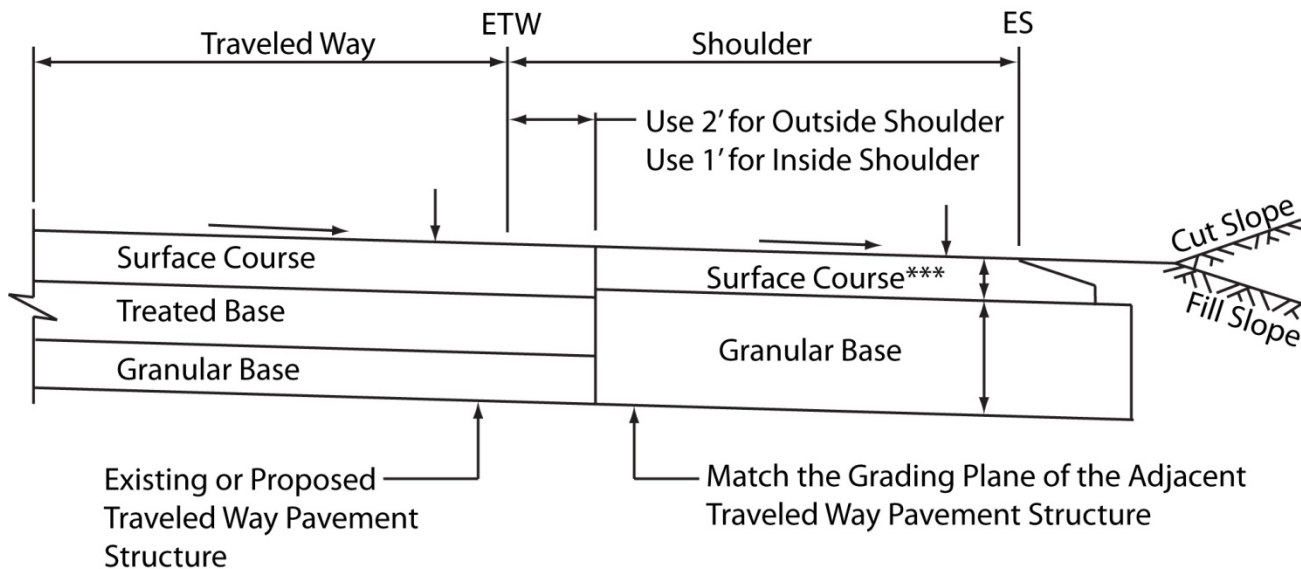 ETW
ES
Traveled Way
Shoulder
Use 2’ for Outside Shoulder
Use 1’ for Inside Shoulder
Surface Course
Surface Course***
Treated Base
Granular Base
Granular Base
Cut Slope
Fill Slope
Existing or Proposed
Traveled Way Pavement
Structure
Match the Grading Plane of the Adjacent
Traveled Way Pavement Structure